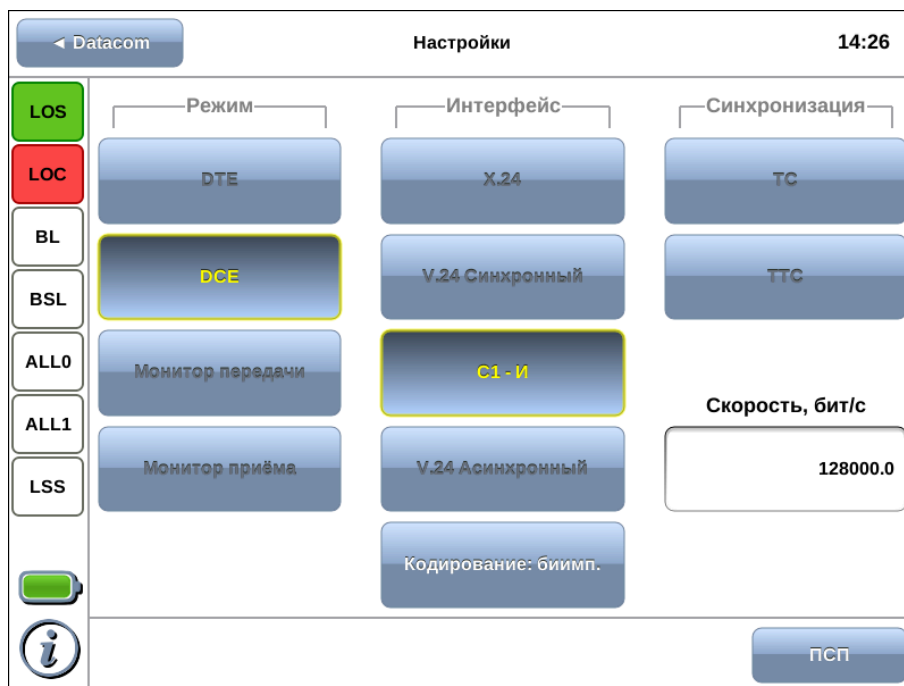 ◄ Datacom
Настройки
14:26
LOS
LOC
BL
BSL
ALL0
ALL1
LSS
Режим
DTE
DCE
Монитор передачи
Монитор приёма
Интерфейс
X.24
V.24 Синхронный
С1 - И
V.24 Асинхронный
Кодирование: биимп.
Синхронизация
TC
TTC
Скорость, бит/с
128000.0
i
ПСП